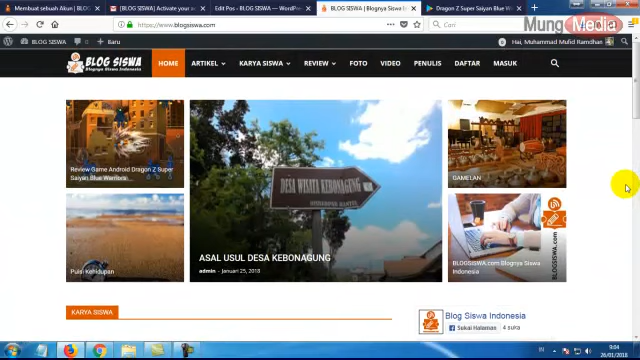 Membuat sebuah Akun |
[BLOG SISWA] Activate your a
Edit Pos ‹ BLOG SISWA — WordPre
BLOG SISWA | Blognya Siswa In
Dragon Z Super Saiyan Blue W
Mung Media
https://www.blogsiswa.com
Cari
BLOG SISWA
1
0
Baru
Hai, Muhammad Mufid Ramdhan
BLOG SISWA
Blognya Siswa Indonesia
HOME
ARTIKEL
KARYA SISWA
REVIEW
FOTO
VIDEO
PENULIS
DAFTAR
MASUK
Review Game Android Dragon Z Super
Saiyan Blue Warriors
DESA WISATA KEBONAGUNG
ASAL USUL DESA KEBONAGUNG
admin - Januari 25, 2018
GAMELAN
Puisi Kehidupan
BLOGSISWA.com Blognya Siswa
Indonesia
BLOGSISWA.com
KARYA SISWA
Blog Siswa Indonesia
Sukai Halaman
4 suka
IN
9:04
26/01/2018